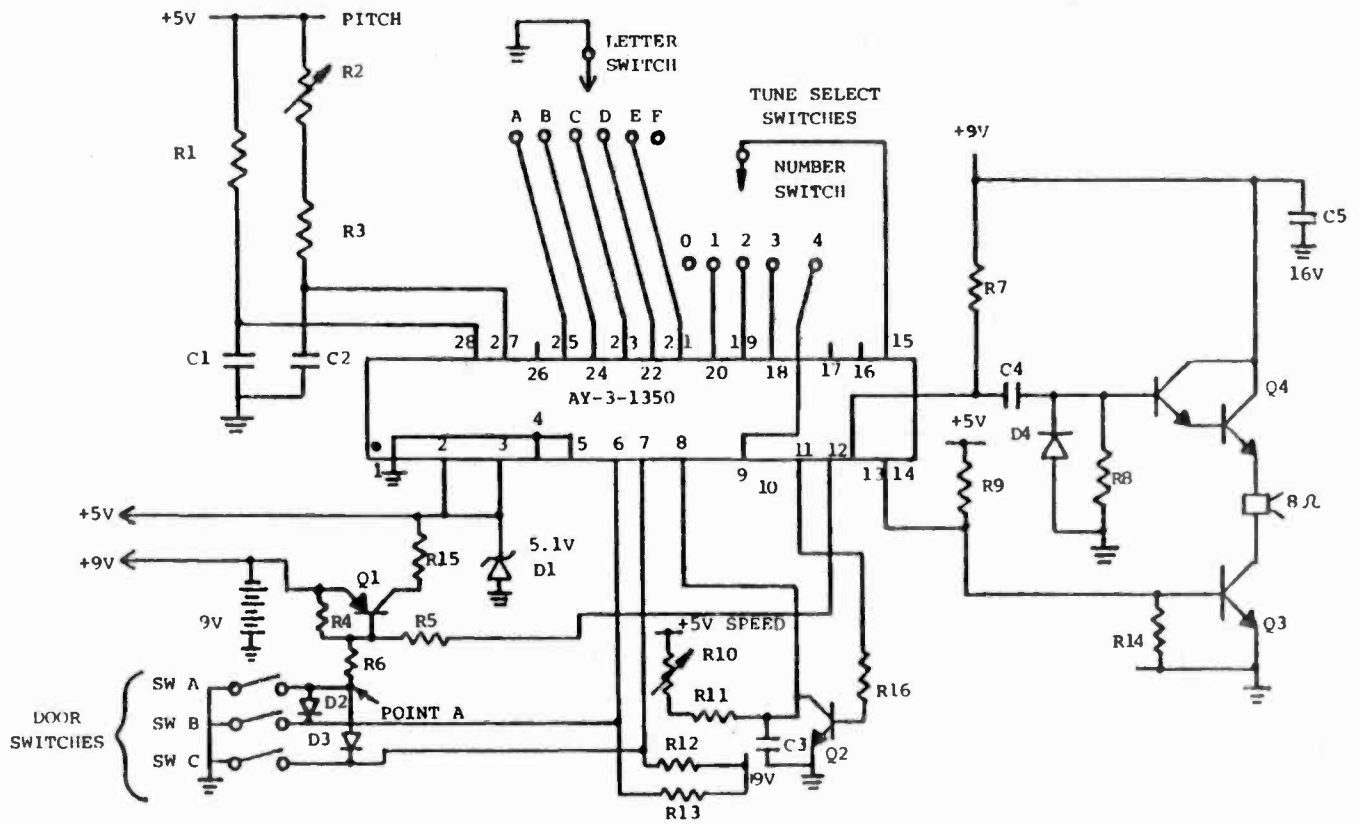 +5V PITCH
R2
R1
R3
C1 C2
LETTER
SWITCH
A B C D E F
TUNE SELECT
SWITCHES
NUMBER
SWITCH
0 1 2 3 4
28 27 26 25 24 23 22 21 20 19 18 17 16 15
AY-3-1350
1 2 3 4 5 6 7 8 9 10 11 12 13 14
+9V
C5
16V
R7
C4
Q4
+5V
D4
R9
R8
8Ω
R14
Q3
+5V
+9V
R15
5.1V
D1
Q1
9V
R4
R5
R6
+5V SPEED
R10
R11
R16
C3
Q2
R12
+9V
R13
DOOR
SWITCHES
SW A
SW B
SW C
D2
D3
POINT A